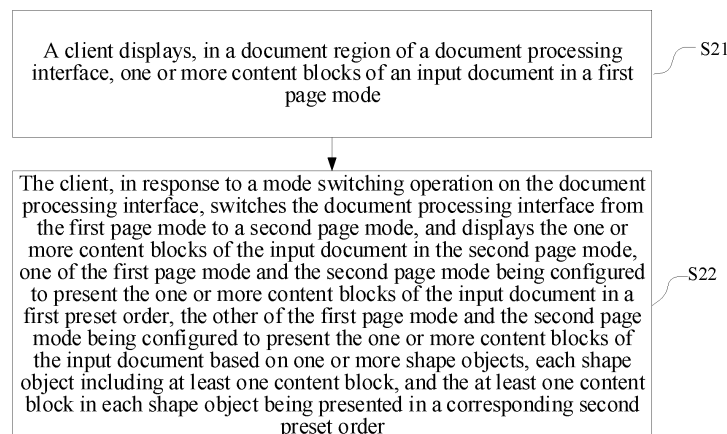 A client displays, in a document region of a document processing
interface, one or more content blocks of an input document in a first
page mode
S21
The client, in response to a mode switching operation on the document
processing interface, switches the document processing interface from
the first page mode to a second page mode, and displays the one or
more content blocks of the input document in the second page mode,
one of the first page mode and the second page mode being configured
to present the one or more content blocks of the input document in a
first preset order, the other of the first page mode and the second page
mode being configured to present the one or more content blocks of
the input document based on one or more shape objects, each shape
object including at least one content block, and the at least one content
block in each shape object being presented in a corresponding second
preset order
S22